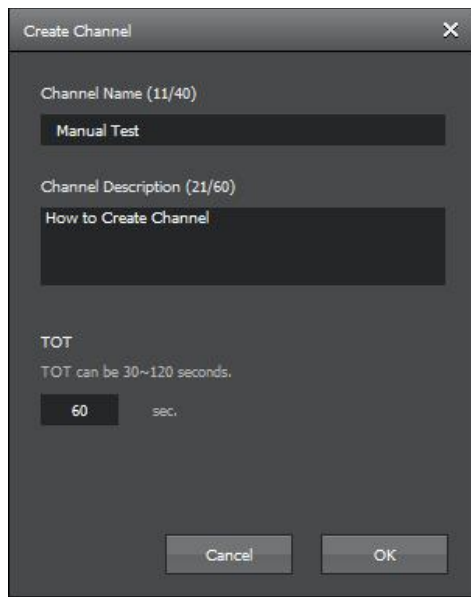 Create Channel
Channel Name (11/40)
Manual Test
Channel Description (21/60)
How to Create Channel
TOT
TOT can be 30~120 seconds.
60 sec.
Cancel OK